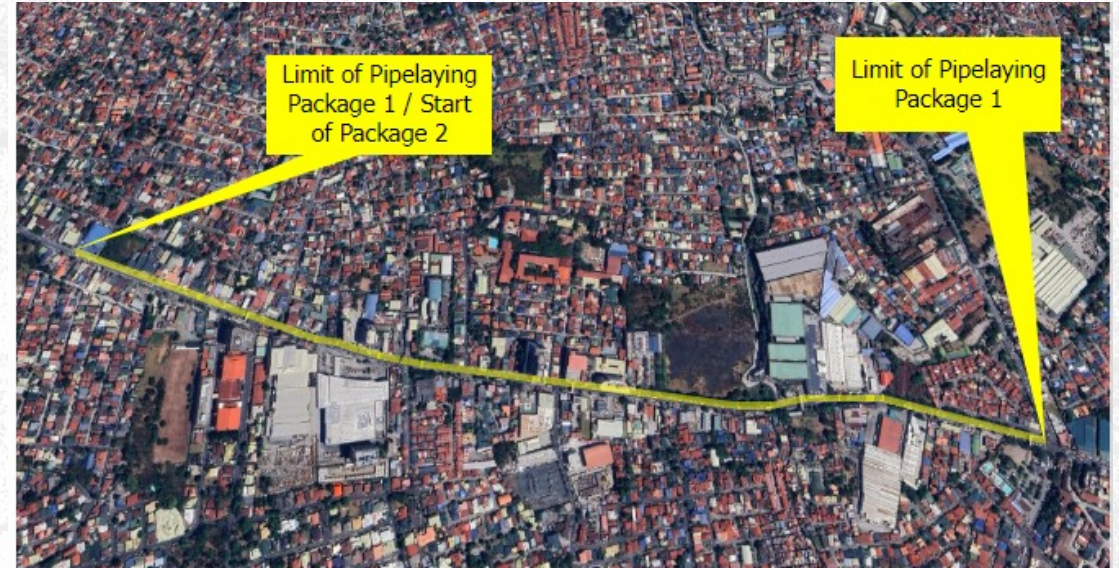 Limit of Pipelaying
Package 1 / Start
of Package 2
Limit of Pipelaying
Package 1